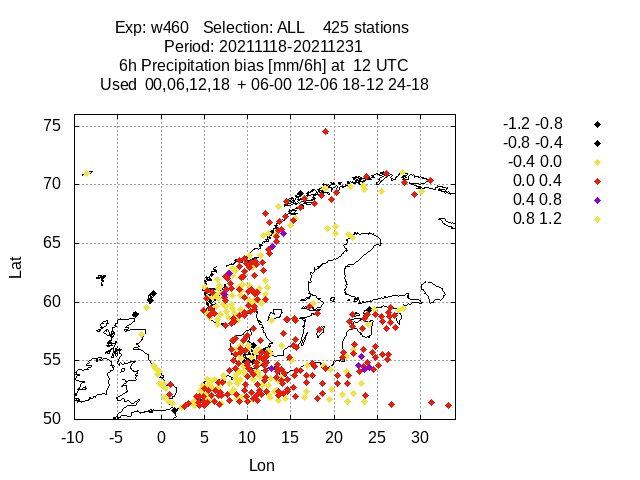 Exp: w460 Selection: ALL 425 stations
Period: 20211118-20211231
6h Precipitation bias [mm/6h] at 12 UTC
Used 00,06,12,18 + 06-00 12-06 18-12 24-18
-1.2 -0.8
-0.8 -0.4
-0.4 0.0
0.0 0.4
0.4 0.8
0.8 1.2
75
70
65
60
55
50
Lat
-10 -5 0 5 10 15 20 25 30
Lon